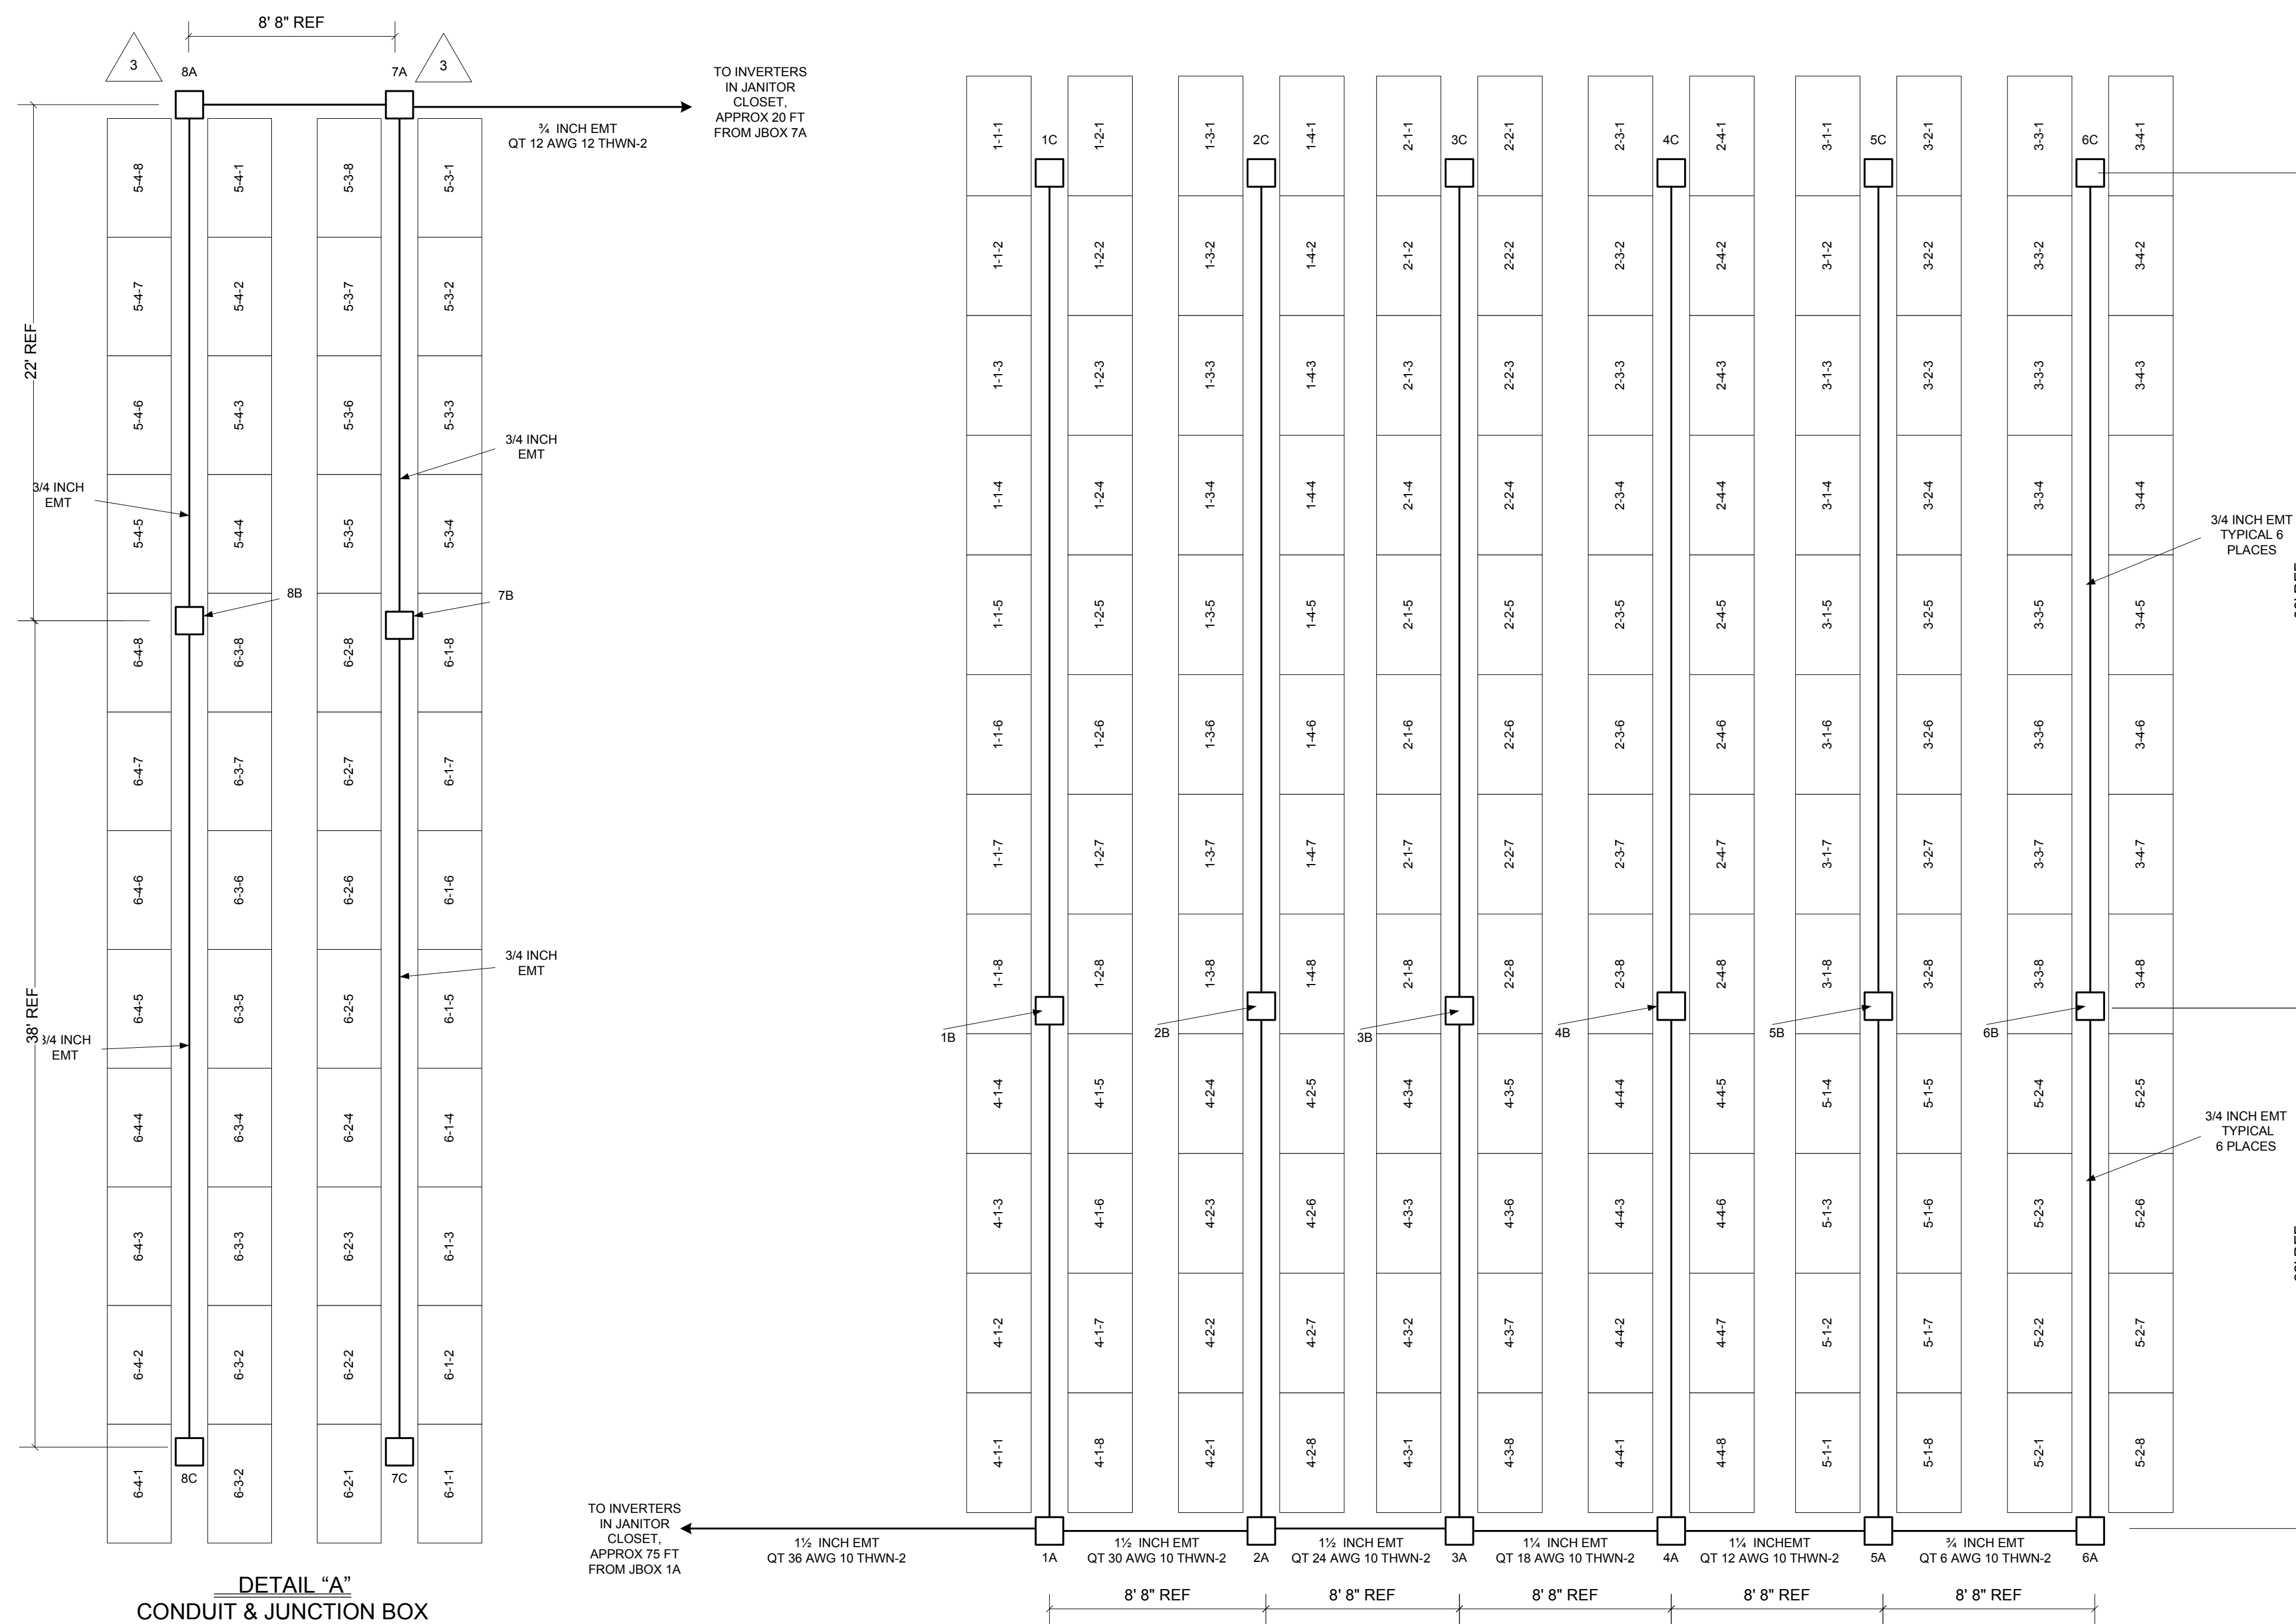 8' 8" REF
3
8A
7A
3
TO INVERTERS
IN JANITOR
CLOSET,
APPROX 20 FT
FROM JBOX 7A
¾ INCH EMT
QT 12 AWG 12 THWN-2
5-4-8
5-4-1
5-3-8
5-3-1
5-4-7
5-4-2
5-3-7
5-3-2
22' REF
5-4-6
5-4-3
5-3-6
5-3-3
3/4 INCH
EMT
3/4 INCH
EMT
5-4-5
5-4-4
5-3-5
5-3-4
8B
7B
6-4-8
6-3-8
6-2-8
6-1-8
6-4-7
6-3-7
6-2-7
6-1-7
6-4-6
6-3-6
6-2-6
6-1-6
3/4 INCH
EMT
6-4-5
6-3-5
6-2-5
6-1-5
38' REF
3/4 INCH
EMT
6-4-4
6-3-4
6-2-4
6-1-4
6-4-3
6-3-3
6-2-3
6-1-3
6-4-2
6-3-2
6-2-2
6-1-2
6-4-1
6-3-2
6-2-1
6-1-1
8C
7C
DETAIL “A”
CONDUIT & JUNCTION BOX
1C
2C
3C
4C
5C
6C
1-1-1
1-2-1
1-3-1
1-4-1
2-1-1
2-2-1
2-3-1
2-4-1
3-1-1
3-2-1
3-3-1
3-4-1
1-1-2
1-2-2
1-3-2
1-4-2
2-1-2
2-2-2
2-3-2
2-4-2
3-1-2
3-2-2
3-3-2
3-4-2
1-1-3
1-2-3
1-3-3
1-4-3
2-1-3
2-2-3
2-3-3
2-4-3
3-1-3
3-2-3
3-3-3
3-4-3
1-1-4
1-2-4
1-3-4
1-4-4
2-1-4
2-2-4
2-3-4
2-4-4
3-1-4
3-2-4
3-3-4
3-4-4
3/4 INCH EMT
TYPICAL 6
PLACES
1-1-5
1-2-5
1-3-5
1-4-5
2-1-5
2-2-5
2-3-5
2-4-5
3-1-5
3-2-5
3-3-5
3-4-5
1-1-6
1-2-6
1-3-6
1-4-6
2-1-6
2-2-6
2-3-6
2-4-6
3-1-6
3-2-6
3-3-6
3-4-6
1-1-7
1-2-7
1-3-7
1-4-7
2-1-7
2-2-7
2-3-7
2-4-7
3-1-7
3-2-7
3-3-7
3-4-7
1-1-8
1-2-8
1-3-8
1-4-8
2-1-8
2-2-8
2-3-8
2-4-8
3-1-8
3-2-8
3-3-8
3-4-8
1B
2B
3B
4B
5B
6B
4-1-4
4-1-5
4-2-4
4-2-5
4-3-4
4-3-5
4-4-4
4-4-5
5-1-4
5-1-5
5-2-4
5-2-5
3/4 INCH EMT
TYPICAL
6 PLACES
4-1-3
4-1-6
4-2-3
4-2-6
4-3-3
4-3-6
4-4-3
4-4-6
5-1-3
5-1-6
5-2-3
5-2-6
4-1-2
4-1-7
4-2-2
4-2-7
4-3-2
4-3-7
4-4-2
4-4-7
5-1-2
5-1-7
5-2-2
5-2-7
4-1-1
4-1-8
4-2-1
4-2-8
4-3-1
4-3-8
4-4-1
4-4-8
5-1-1
5-1-8
5-2-1
5-2-8
TO INVERTERS
IN JANITOR
CLOSET,
APPROX 75 FT
FROM JBOX 1A
1½ INCH EMT
QT 36 AWG 10 THWN-2
1A
1½ INCH EMT
QT 30 AWG 10 THWN-2
2A
1½ INCH EMT
QT 24 AWG 10 THWN-2
3A
1¼ INCH EMT
QT 18 AWG 10 THWN-2
4A
1¼ INCHEMT
QT 12 AWG 10 THWN-2
5A
¾ INCH EMT
QT 6 AWG 10 THWN-2
6A
8' 8" REF
8' 8" REF
8' 8" REF
8' 8" REF
8' 8" REF